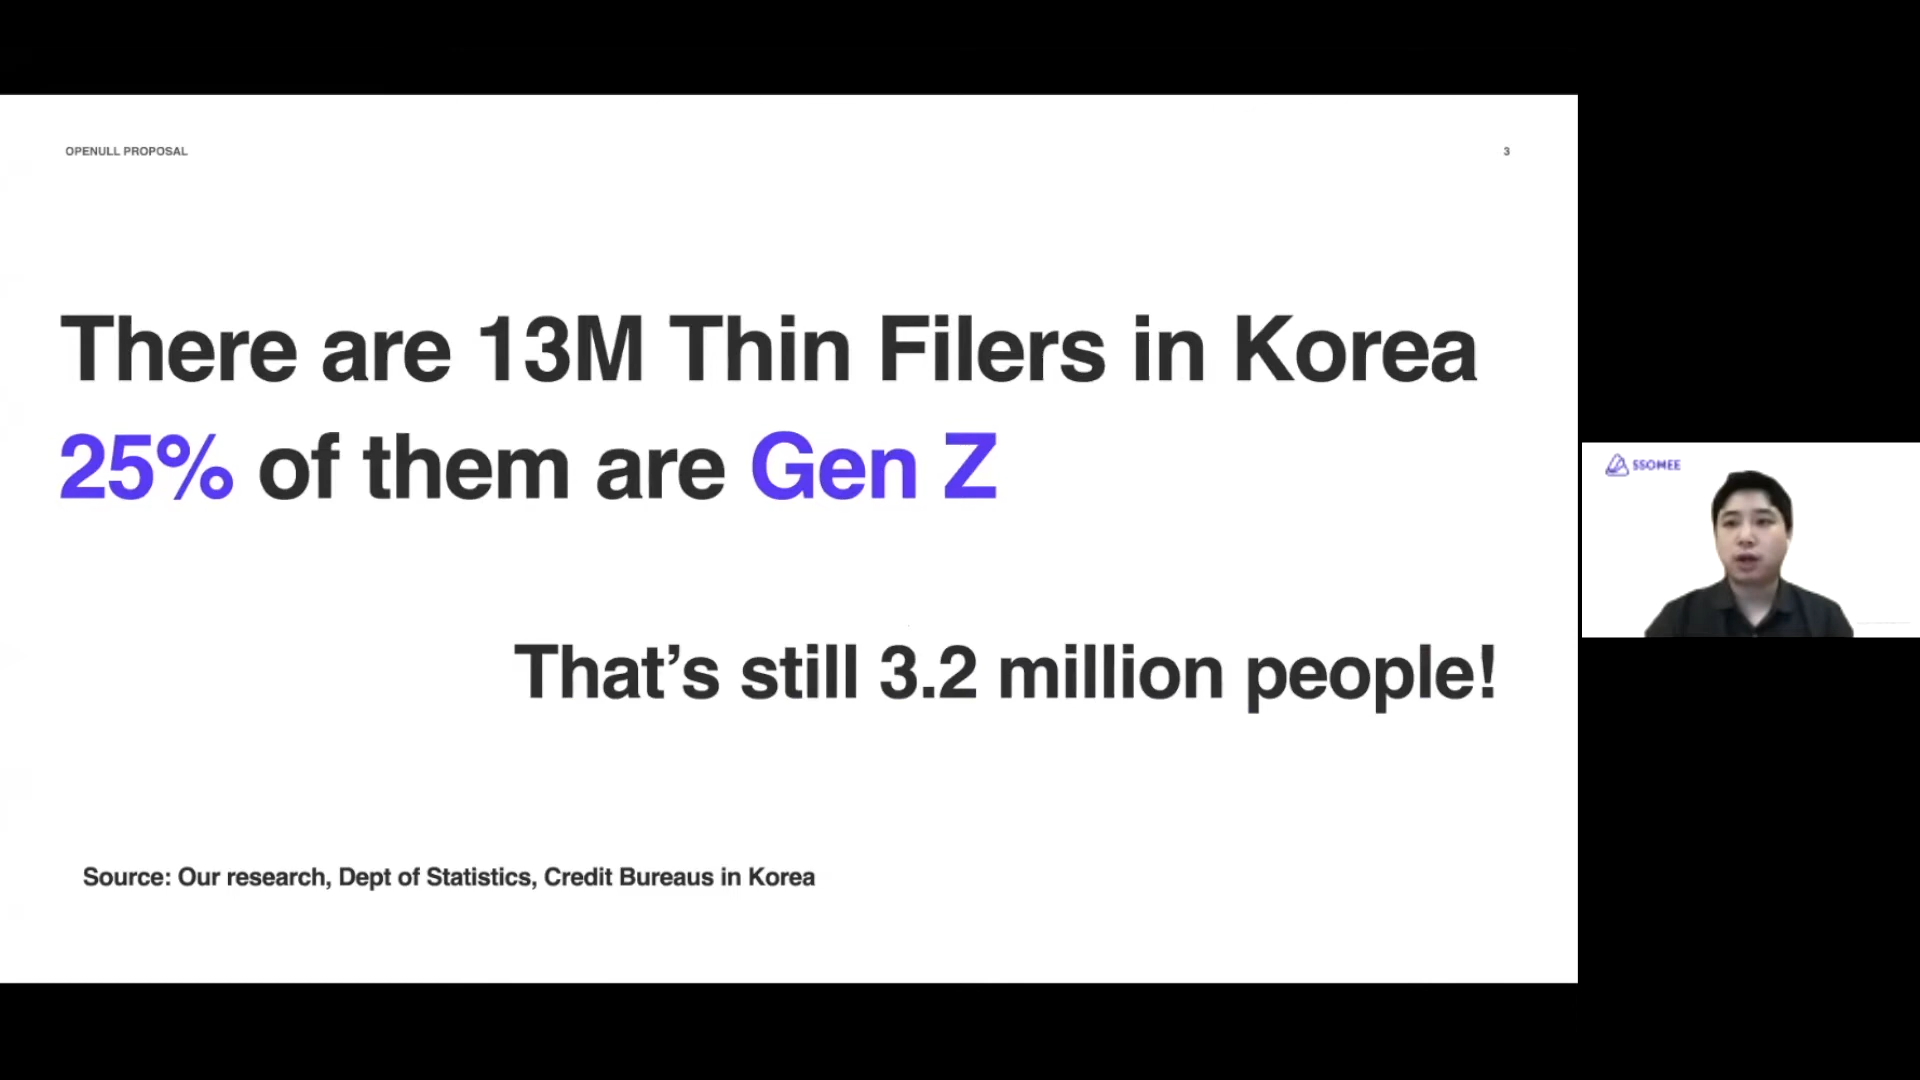 OPENULL PROPOSAL
3
There are 13M Thin Filers in Korea
25% of them are Gen Z
That’s still 3.2 million people!
Source: Our research, Dept of Statistics, Credit Bureaus in Korea
SSOMEE